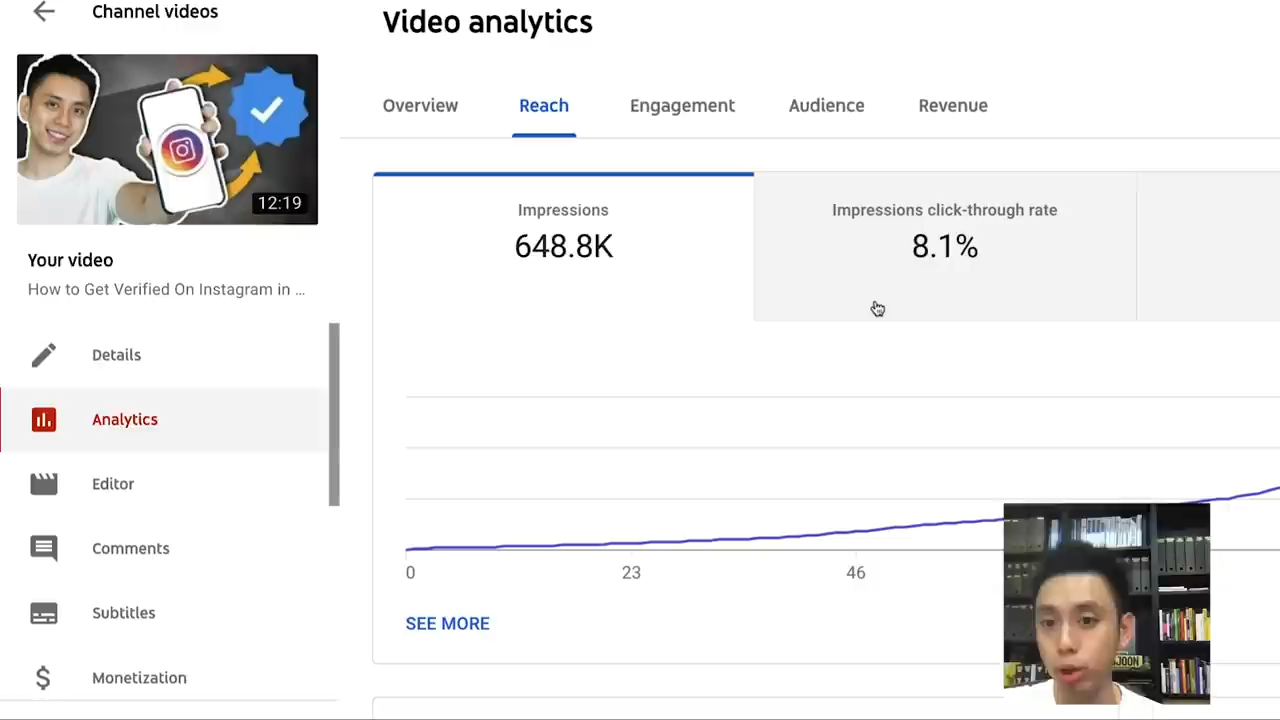 Channel videos
12:19
Your video
How to Get Verified On Instagram in ...
Details
Analytics
Editor
Comments
Subtitles
Monetization
Video analytics
Overview
Reach
Engagement
Audience
Revenue
Impressions
648.8K
Impressions click-through rate
8.1%
0
23
46
SEE MORE
JOON